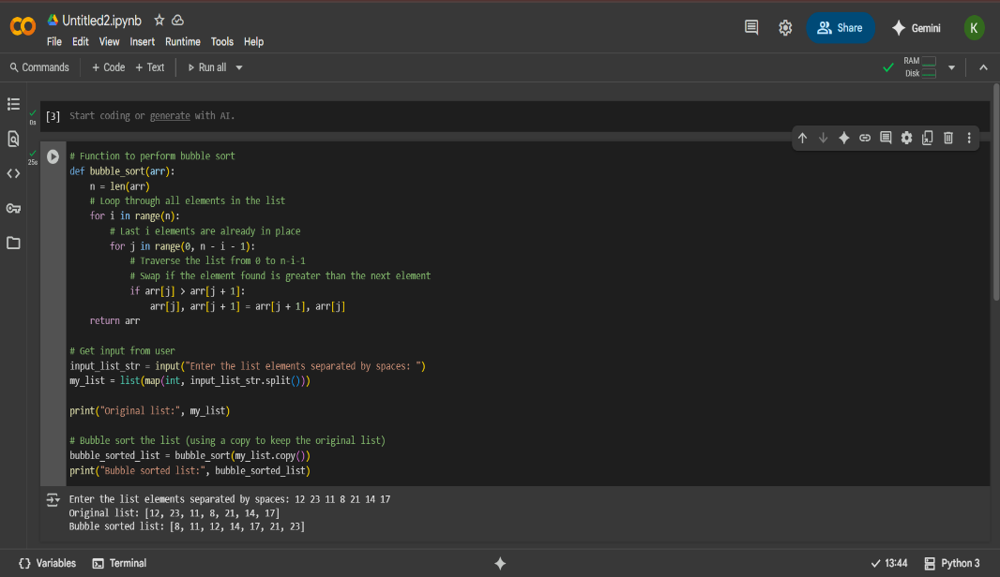 Untitled2.ipynb
File Edit View Insert Runtime Tools Help
Share
Gemini
K
Commands + Code + Text Run all
RAM
Disk
0s
[3] Start coding or generate with AI.
25s
# Function to perform bubble sort
def bubble_sort(arr):
    n = len(arr)
    # Loop through all elements in the list
    for i in range(n):
        # Last i elements are already in place
        for j in range(0, n - i - 1):
            # Traverse the list from 0 to n-i-1
            # Swap if the element found is greater than the next element
            if arr[j] > arr[j + 1]:
                arr[j], arr[j + 1] = arr[j + 1], arr[j]
    return arr
# Get input from user
input_list_str = input("Enter the list elements separated by spaces: ")
my_list = list(map(int, input_list_str.split()))
print("Original list:", my_list)
# Bubble sort the list (using a copy to keep the original list)
bubble_sorted_list = bubble_sort(my_list.copy())
print("Bubble sorted list:", bubble_sorted_list)
Enter the list elements separated by spaces: 12 23 11 8 21 14 17
Original list: [12, 23, 11, 8, 21, 14, 17]
Bubble sorted list: [8, 11, 12, 14, 17, 21, 23]
Variables Terminal
13:44 Python 3